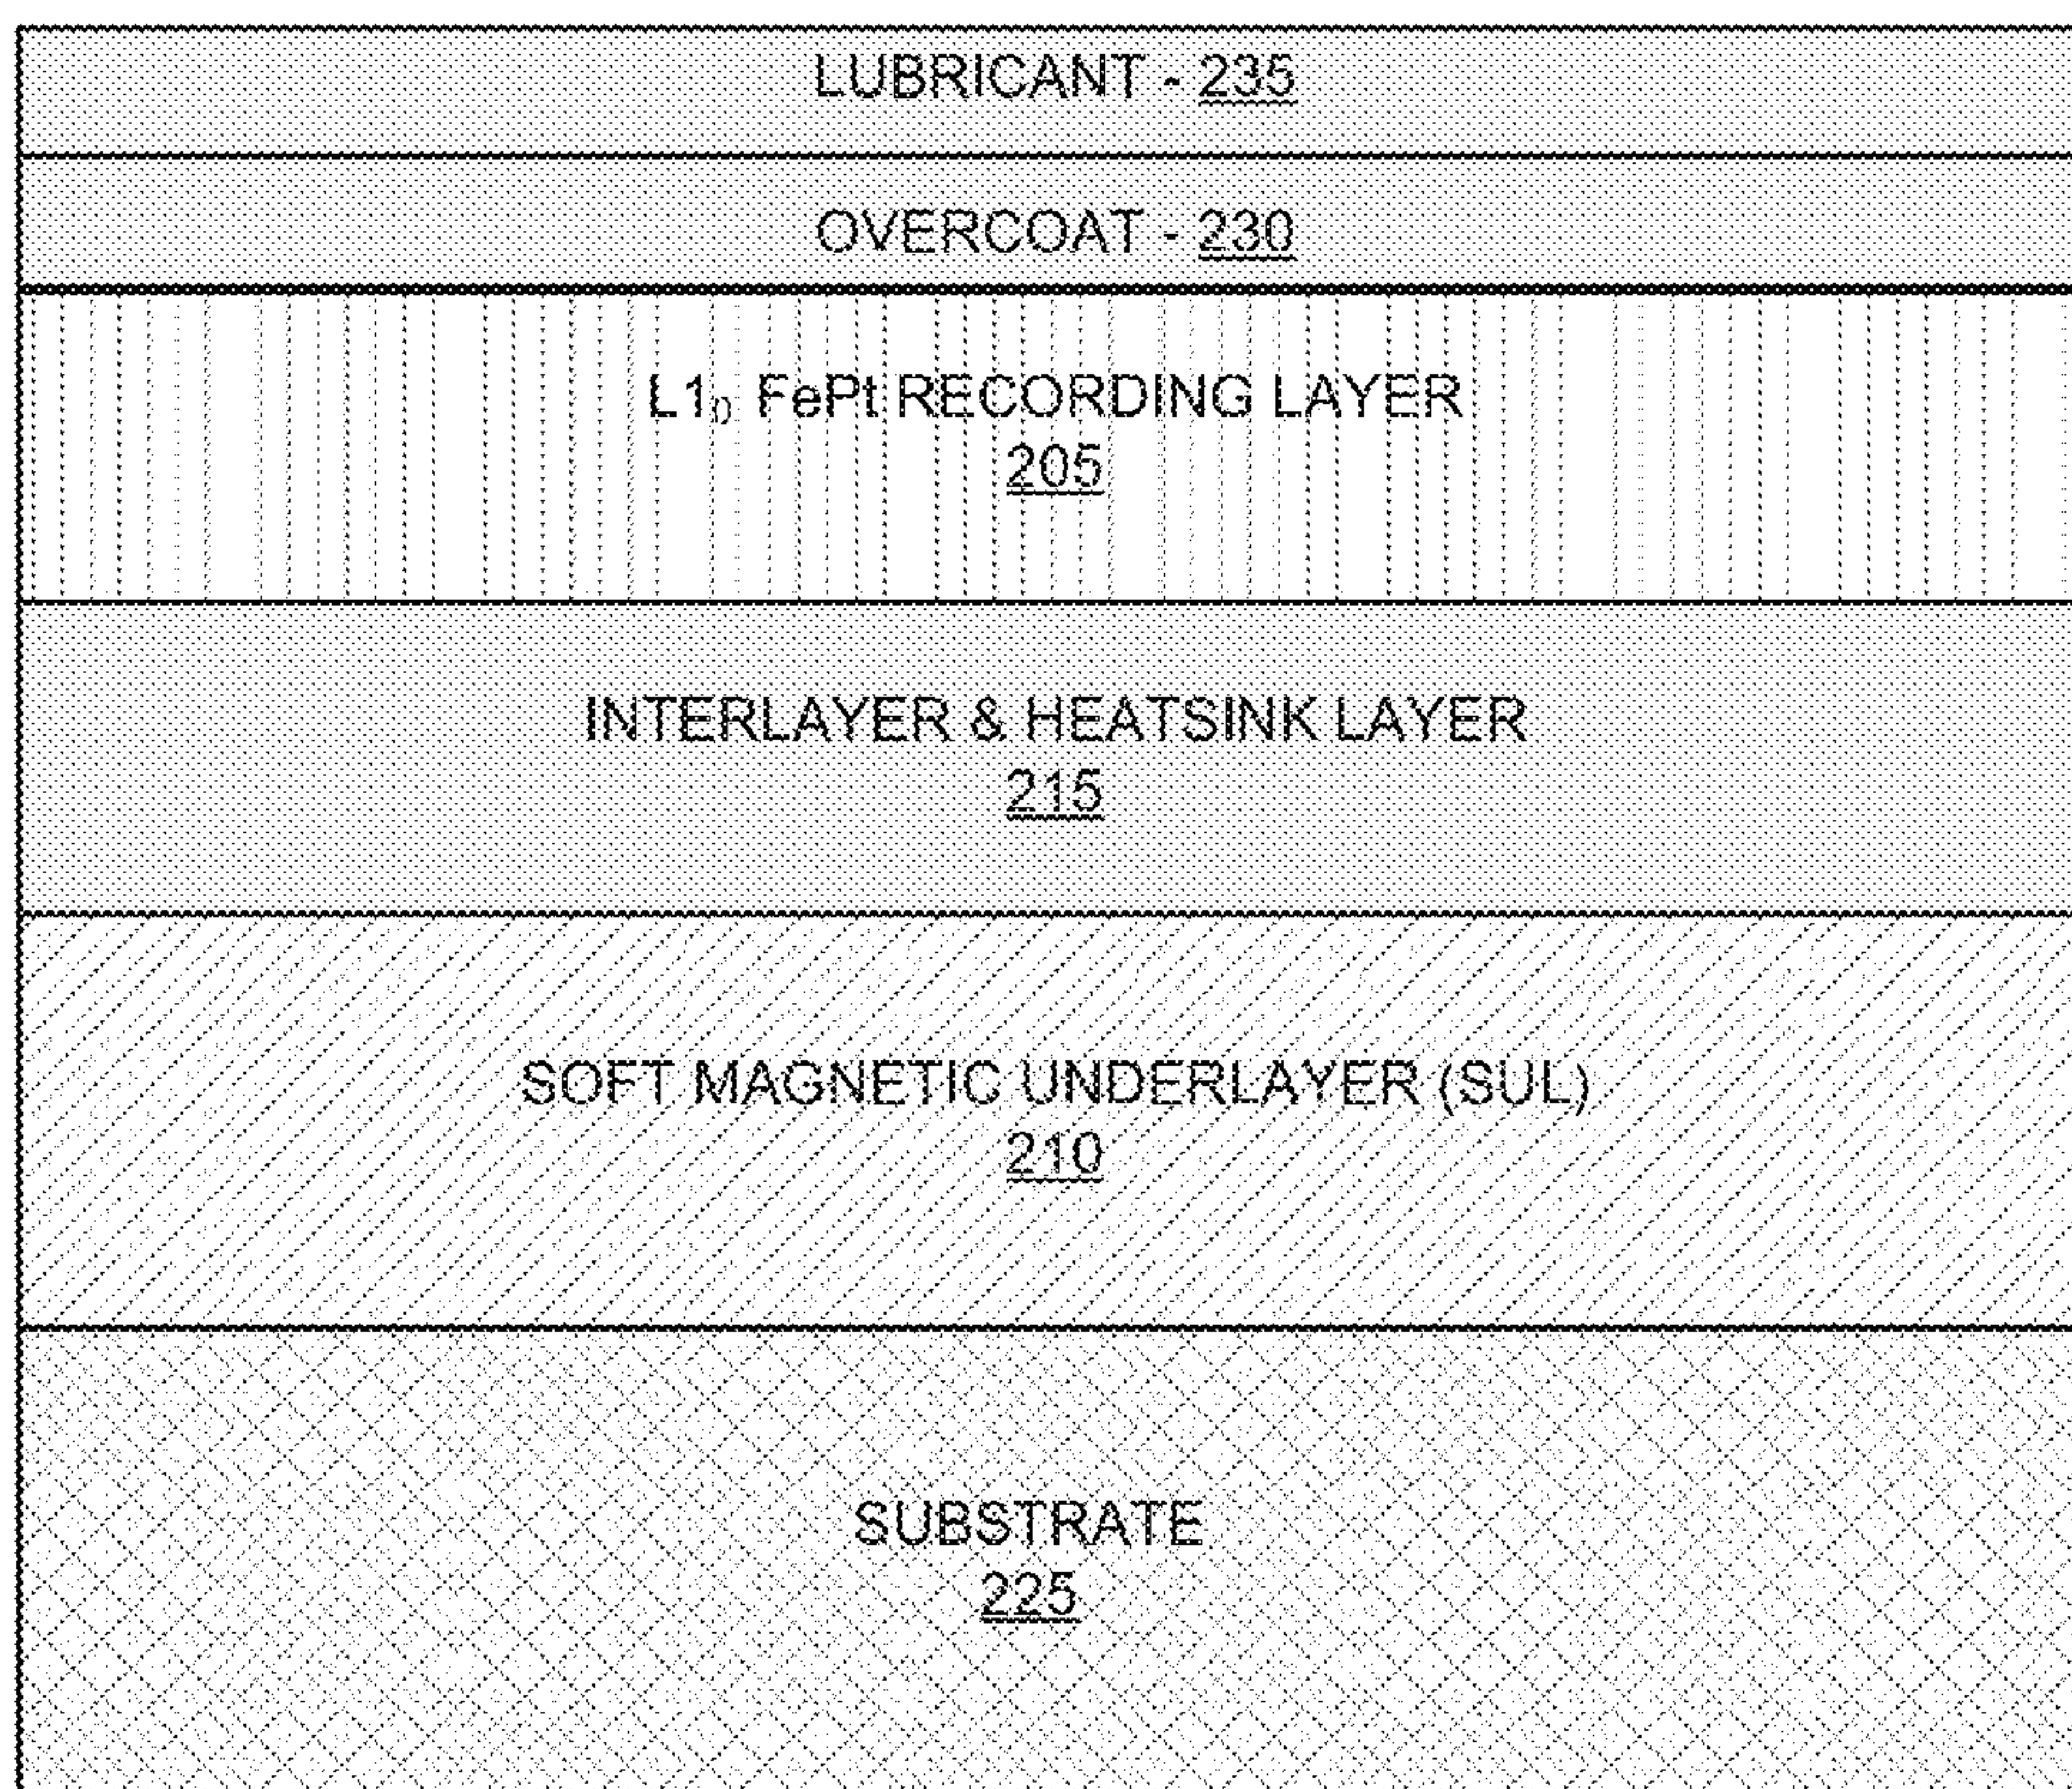 LUBRICANT - 235
OVERCOAT - 230
L1₀ FePt RECORDING LAYER
205
INTERLAYER & HEATSINK LAYER
215
SOFT MAGNETIC UNDERLAYER (SUL)
210
SUBSTRATE
225